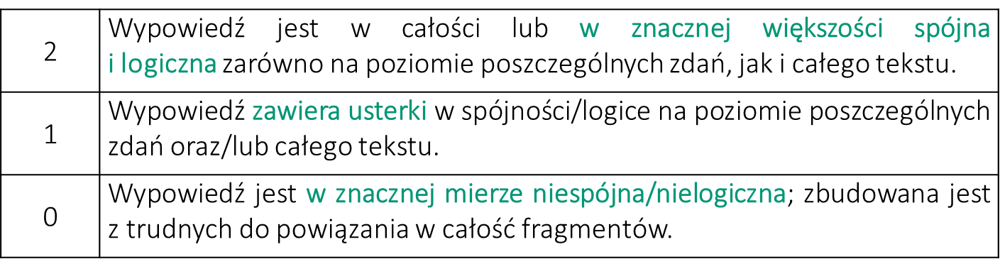 2
Wypowiedź jest w całości lub w znacznej większości spójna
i logiczna zarówno na poziomie poszczególnych zdań, jak i całego tekstu.
1
Wypowiedź zawiera usterki w spójności/logice na poziomie poszczególnych
zdań oraz/lub całego tekstu.
0
Wypowiedź jest w znacznej mierze niespójna/nielogiczna; zbudowana jest
z trudnych do powiązania w całość fragmentów.